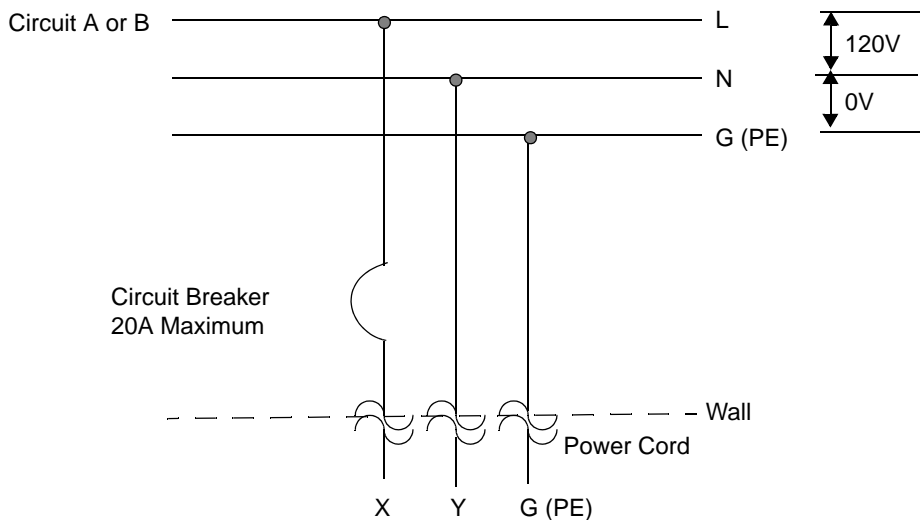 Circuit A or B
L
120V
N
0V
G (PE)
Circuit Breaker
20A Maximum
Wall
Power Cord
X
Y
G (PE)